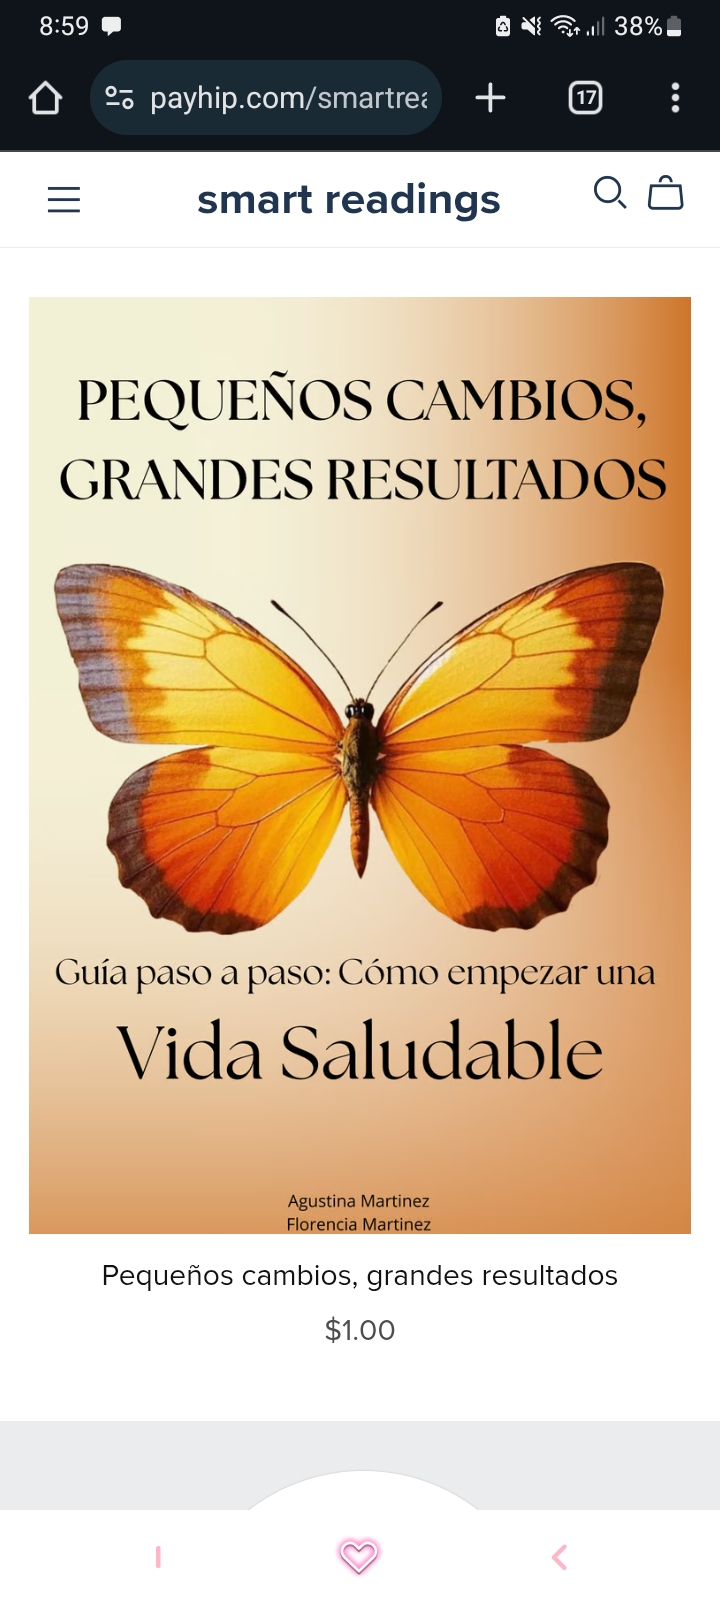 8:59
38%
payhip.com/smartrea
17
smart readings
PEQUEÑOS CAMBIOS,
GRANDES RESULTADOS
Guía paso a paso: Cómo empezar una
Vida Saludable
Agustina Martinez
Florencia Martinez
Pequeños cambios, grandes resultados
$1.00